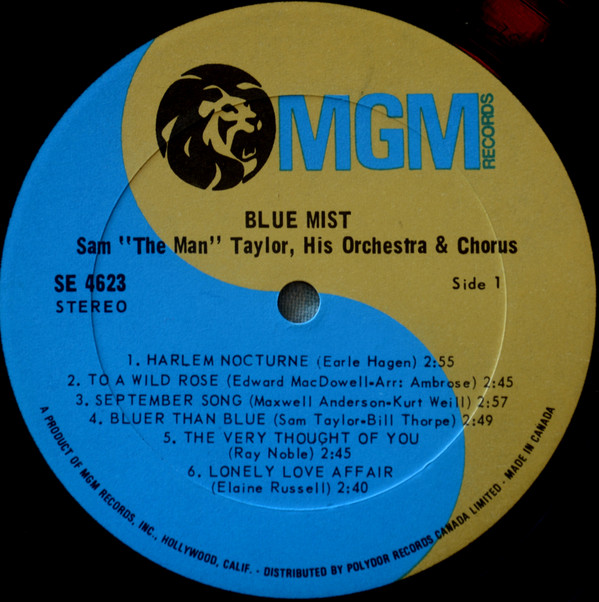 MGM
RECORDS
BLUE MIST
Sam "The Man" Taylor, His Orchestra & Chorus
SE 4623
Side 1
STEREO
1. HARLEM NOCTURNE (Earle Hagen) 2:55
2. TO A WILD ROSE (Edward MacDowell•Arr: Ambrose) 2:45
3. SEPTEMBER SONG (Maxwell Anderson•Kurt Weill) 2:57
4. BLUER THAN BLUE (Sam Taylor•Bill Thorpe) 2:49
5. THE VERY THOUGHT OF YOU
(Ray Noble) 2:45
6. LONELY LOVE AFFAIR
(Elaine Russell) 2:40
A PRODUCT OF MGM RECORDS, INC., HOLLYWOOD, CALIF. - DISTRIBUTED BY POLYDOR RECORDS CANADA LIMITED - MADE IN CANADA